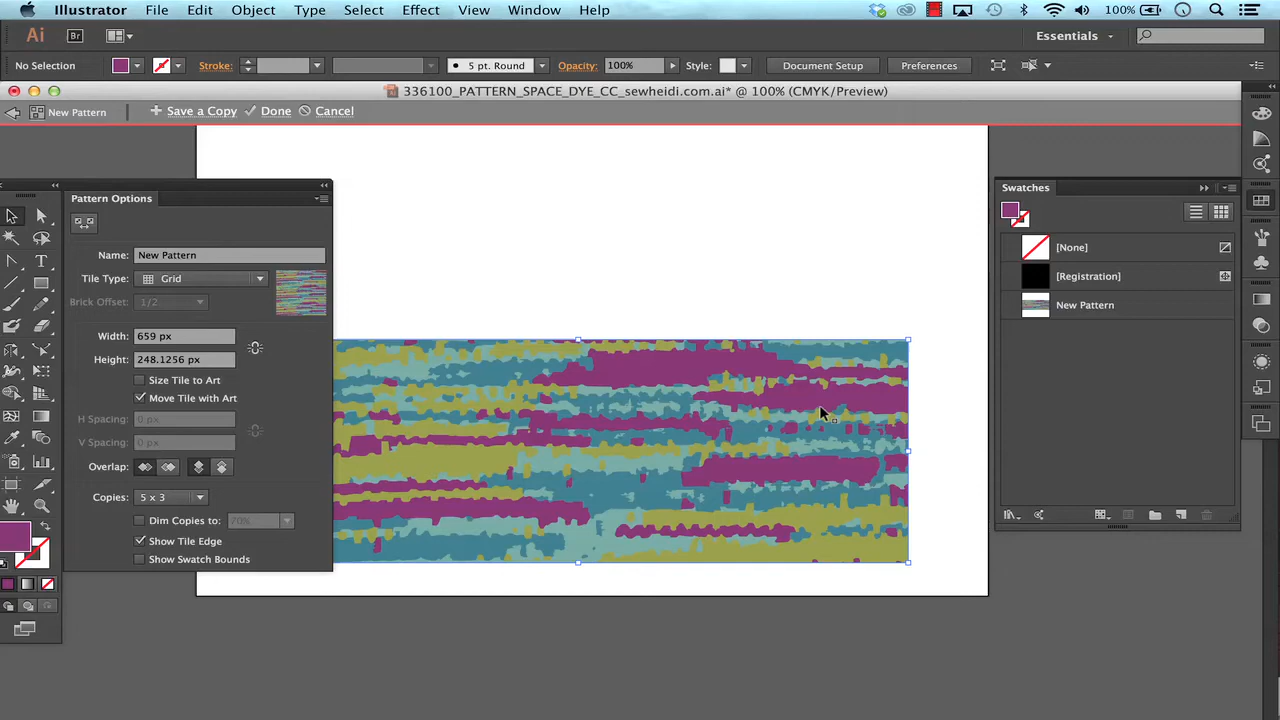 Illustrator File Edit Object Type Select Effect View Window Help 100%
Ai Br Essentials
No Selection Stroke: 5 pt. Round Opacity: 100% Style: Document Setup Preferences
336100_PATTERN_SPACE_DYE_CC_sewheidi.com.ai* @ 100% (CMYK/Preview)
New Pattern Save a Copy Done Cancel
Pattern Options
Name: New Pattern
Tile Type: Grid
Brick Offset: 1/2
Width: 659 px
Height: 248.1256 px
Size Tile to Art
Move Tile with Art
H Spacing: 0 px
V Spacing: 0 px
Overlap:
Copies: 5 x 3
Dim Copies to: 70%
Show Tile Edge
Show Swatch Bounds
T
Swatches
[None]
[Registration]
New Pattern